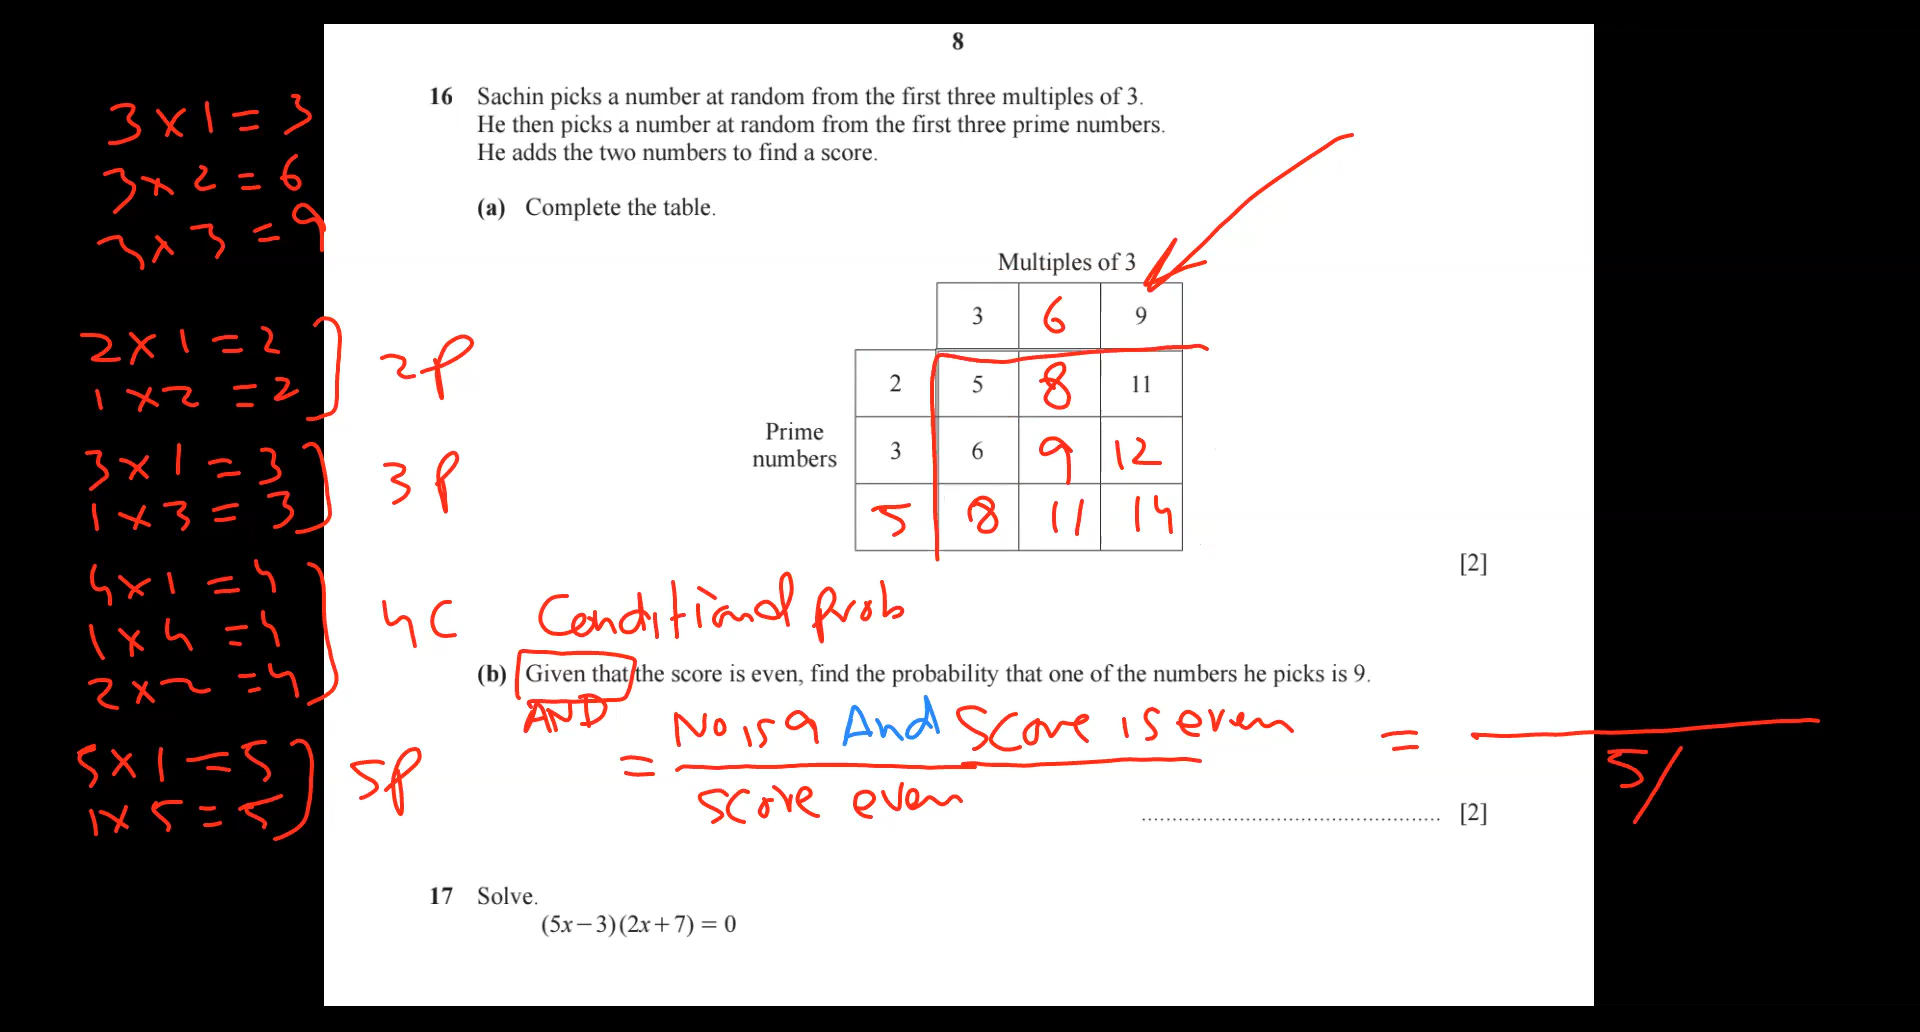 8
16 Sachin picks a number at random from the first three multiples of 3.
He then picks a number at random from the first three prime numbers.
He adds the two numbers to find a score.
(a) Complete the table.
Multiples of 3
3 6 9
2 5 8 11
Prime numbers
3 6 9 12
5 8 11 14
[2]
Conditional prob
(b) Given that the score is even, find the probability that one of the numbers he picks is 9.
AND
= No is 9 And Score is even
score even
= 5/
.................................................. [2]
17 Solve.
(5x−3)(2x+7) = 0
3×1=3
3×2=6
3×3=9
2×1=2
1×2=2
2p
3×1=3
1×3=3
3p
4×1=4
1×4=4
2×2=4
4C
5×1=5
1×5=5
5p